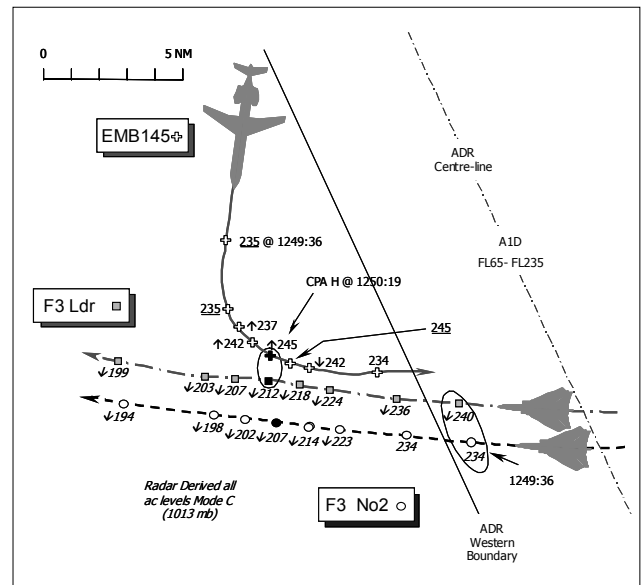 0 5 NM
EMB145
ADR
Centre-line
235 @ 1249:36
A1D
FL65- FL235
CPA H @ 1250:19
F3 Ldr
235
↑237
↑242
↑245
245
↓242
234
↓199
↓203
↓207
↓212
↓218
↓224
↓236
↓240
↓194
↓198
↓202
↓207
↓214
↓223
234
234
1249:36
Radar Derived all
ac levels Mode C
(1013 mb)
F3 No2
ADR
Western
Boundary